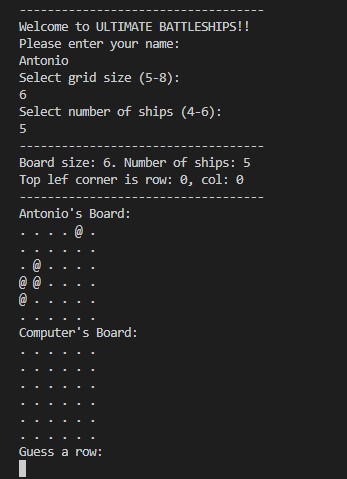 -----------------------------------
Welcome to ULTIMATE BATTLESHIPS!!
Please enter your name:
Antonio
Select grid size (5-8):
6
Select number of ships (4-6):
5
-----------------------------------
Board size: 6. Number of ships: 5
Top lef corner is row: 0, col: 0
-----------------------------------
Antonio's Board:
. . . . @ .
. . . . . .
. @ . . . .
@ @ . . . .
@ . . . . .
. . . . . .
Computer's Board:
. . . . . .
. . . . . .
. . . . . .
. . . . . .
. . . . . .
. . . . . .
Guess a row: